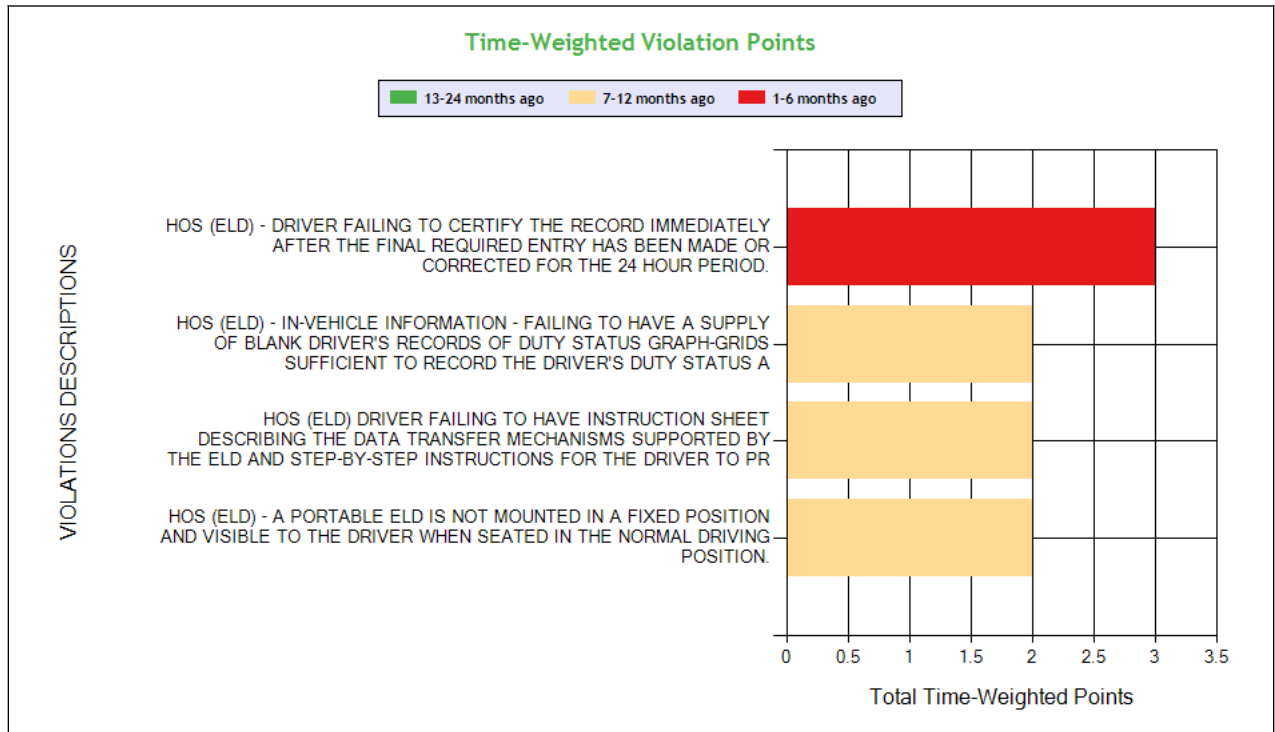 Time-Weighted Violation Points
13-24 months ago 7-12 months ago 1-6 months ago
VIOLATIONS DESCRIPTIONS
HOS (ELD) - DRIVER FAILING TO CERTIFY THE RECORD IMMEDIATELY
AFTER THE FINAL REQUIRED ENTRY HAS BEEN MADE OR
CORRECTED FOR THE 24 HOUR PERIOD.
HOS (ELD) - IN-VEHICLE INFORMATION - FAILING TO HAVE A SUPPLY
OF BLANK DRIVER'S RECORDS OF DUTY STATUS GRAPH-GRIDS
SUFFICIENT TO RECORD THE DRIVER'S DUTY STATUS A
HOS (ELD) DRIVER FAILING TO HAVE INSTRUCTION SHEET
DESCRIBING THE DATA TRANSFER MECHANISMS SUPPORTED BY
THE ELD AND STEP-BY-STEP INSTRUCTIONS FOR THE DRIVER TO PR
HOS (ELD) - A PORTABLE ELD IS NOT MOUNTED IN A FIXED POSITION
AND VISIBLE TO THE DRIVER WHEN SEATED IN THE NORMAL DRIVING
POSITION.
0 0.5 1 1.5 2 2.5 3 3.5
Total Time-Weighted Points